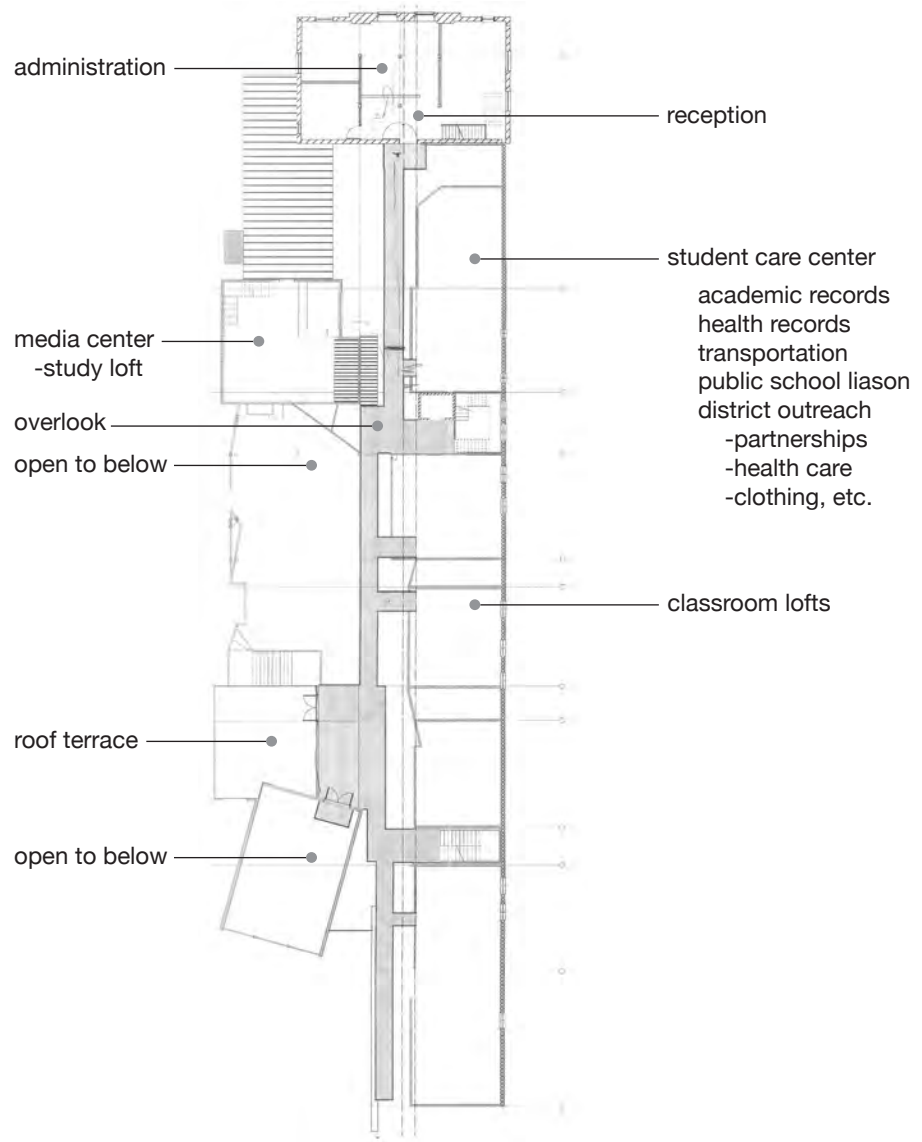 administration
reception
student care center
academic records
health records
transportation
public school liason
district outreach
-partnerships
-health care
-clothing, etc.
media center
-study loft
overlook
open to below
classroom lofts
roof terrace
open to below